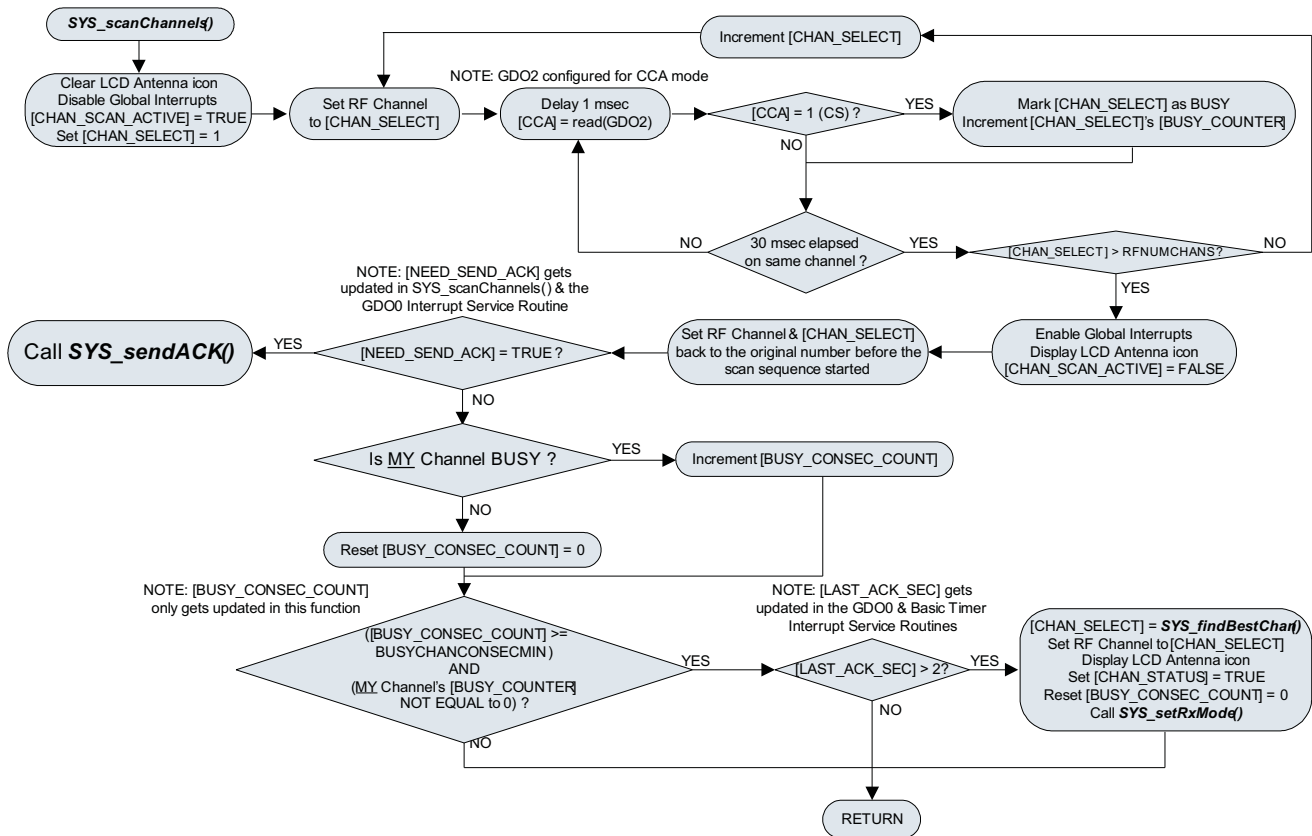 SYS_scanChannels()
Increment [CHAN_SELECT]
Clear LCD Antenna icon
Disable Global Interrupts
[CHAN_SCAN_ACTIVE] = TRUE
Set [CHAN_SELECT] = 1
Set RF Channel
to [CHAN_SELECT]
NOTE: GDO2 configured for CCA mode
Delay 1 msec
[CCA] = read(GDO2)
[CCA] = 1 (CS) ?
YES
NO
Mark [CHAN_SELECT] as BUSY
Increment [CHAN_SELECT]'s [BUSY_COUNTER]
30 msec elapsed
on same channel ?
NO
YES
[CHAN_SELECT] > RFNUMCHANS?
NO
YES
Enable Global Interrupts
Display LCD Antenna icon
[CHAN_SCAN_ACTIVE] = FALSE
Set RF Channel & [CHAN_SELECT]
back to the original number before the
scan sequence started
NOTE: [NEED_SEND_ACK] gets
updated in SYS_scanChannels() & the
GDO0 Interrupt Service Routine
[NEED_SEND_ACK] = TRUE ?
YES
Call SYS_sendACK()
NO
Is MY Channel BUSY ?
YES
Increment [BUSY_CONSEC_COUNT]
NO
Reset [BUSY_CONSEC_COUNT] = 0
NOTE: [BUSY_CONSEC_COUNT]
only gets updated in this function
([BUSY_CONSEC_COUNT] >=
BUSYCHANCONSECMIN)
AND
(MY Channel's [BUSY_COUNTER]
NOT EQUAL to 0) ?
YES
NO
NOTE: [LAST_ACK_SEC] gets
updated in the GDO0 & Basic Timer
Interrupt Service Routines
[LAST_ACK_SEC] > 2?
YES
NO
[CHAN_SELECT] = SYS_findBestChan()
Set RF Channel to [CHAN_SELECT]
Display LCD Antenna icon
Set [CHAN_STATUS] = TRUE
Reset [BUSY_CONSEC_COUNT] = 0
Call SYS_setRxMode()
RETURN